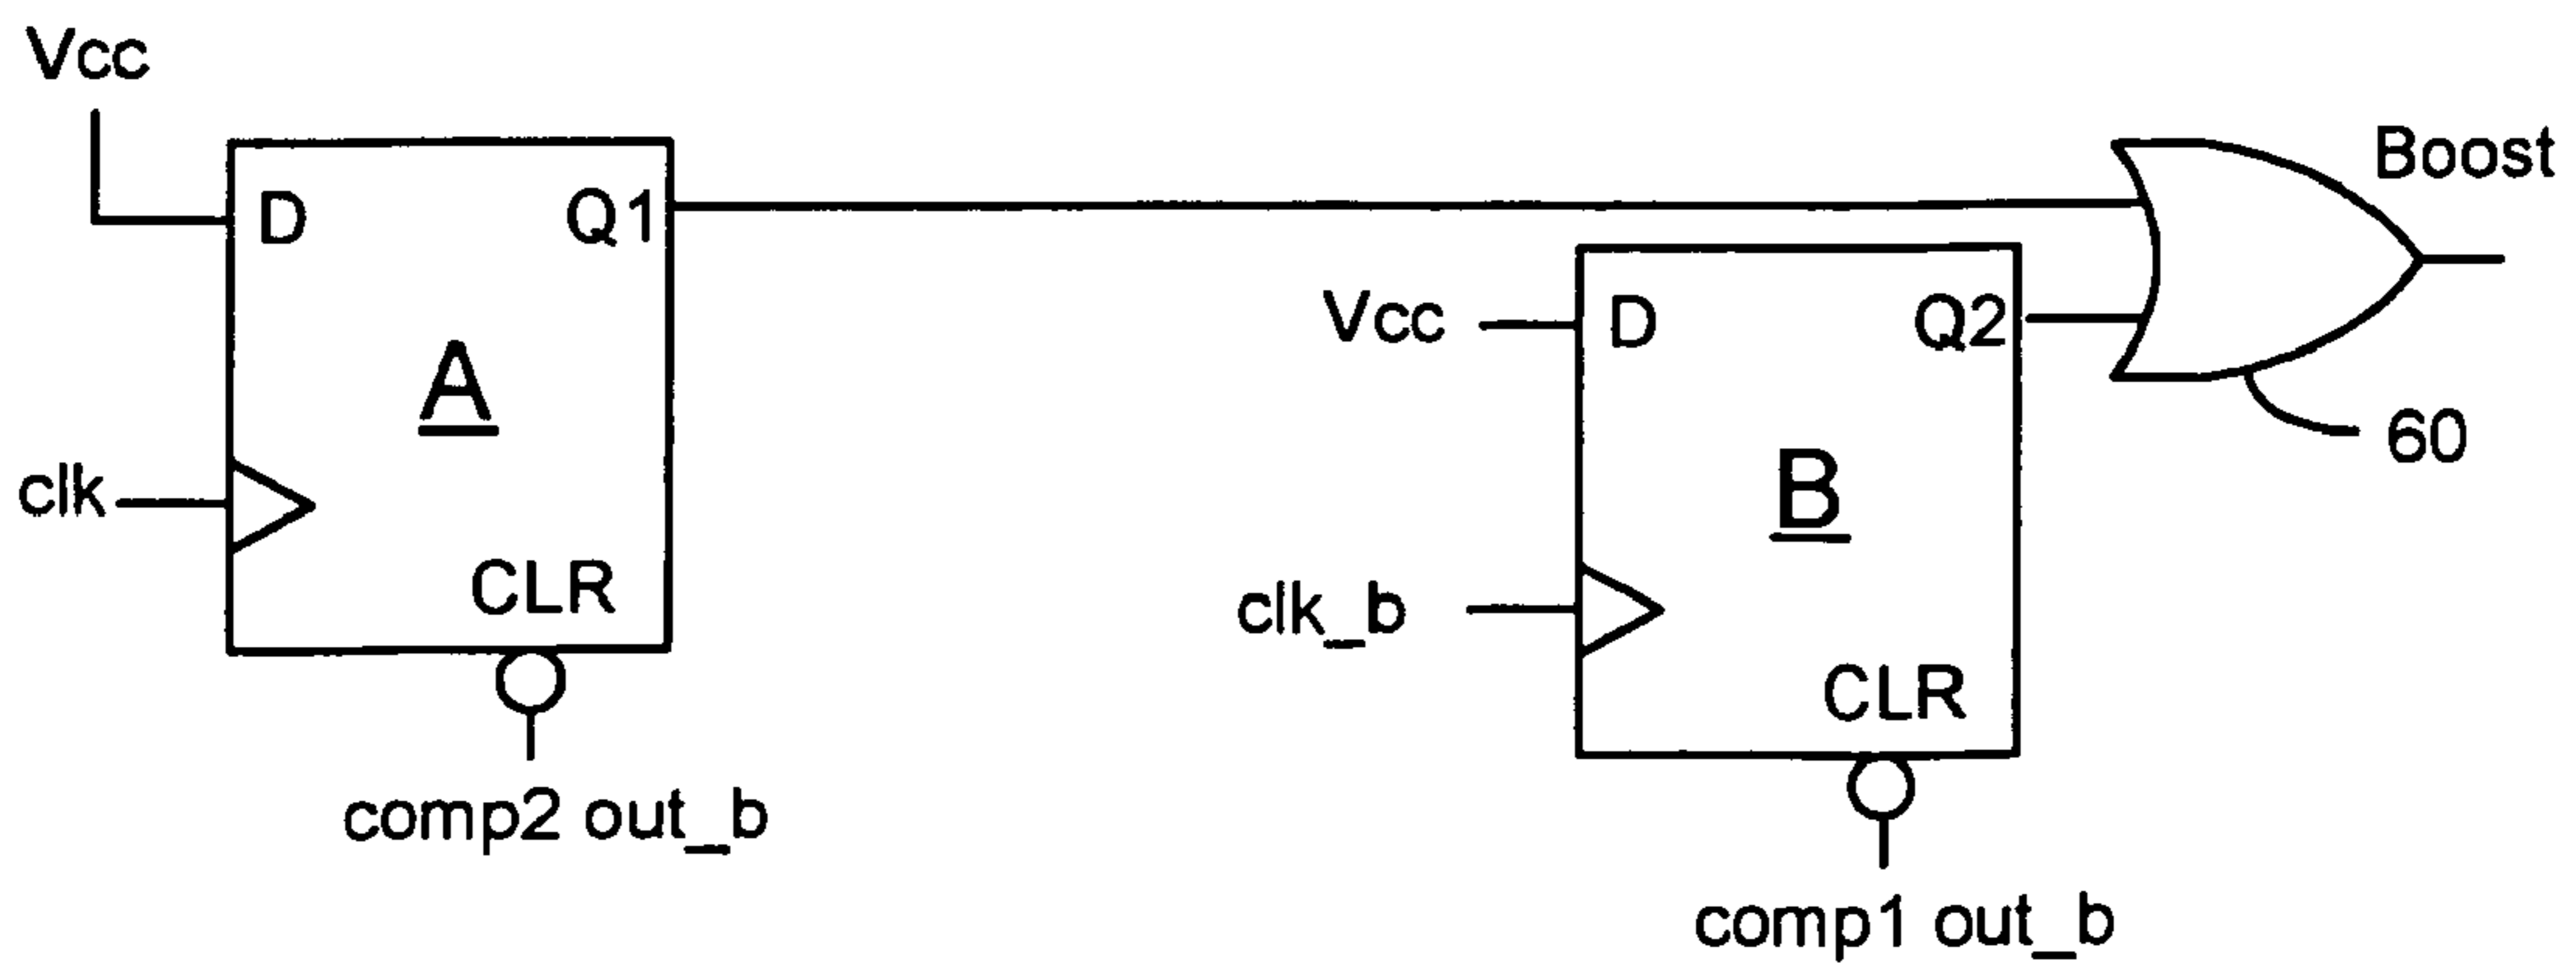 Vcc
Boost
D
Q1
Vcc
D
Q2
A
60
clk
B
CLR
clk_b
CLR
comp2 out_b
comp1 out_b